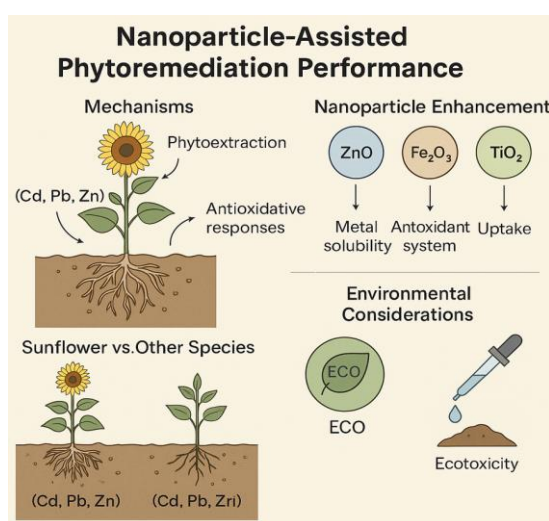 Nanoparticle-Assisted
Phytoremediation Performance
Mechanisms
Phytoextraction
(Cd, Pb, Zn)
Antioxidative
responses
Nanoparticle Enhancement
ZnO
Fe₂O₃
TiO₂
Metal
solubility
Antoxidant
system
Uptake
Sunflower vs.Other Species
(Cd, Pb, Zn)
(Cd, Pb, Zri)
Environmental
Considerations
ECO
ECO
Ecotoxicity